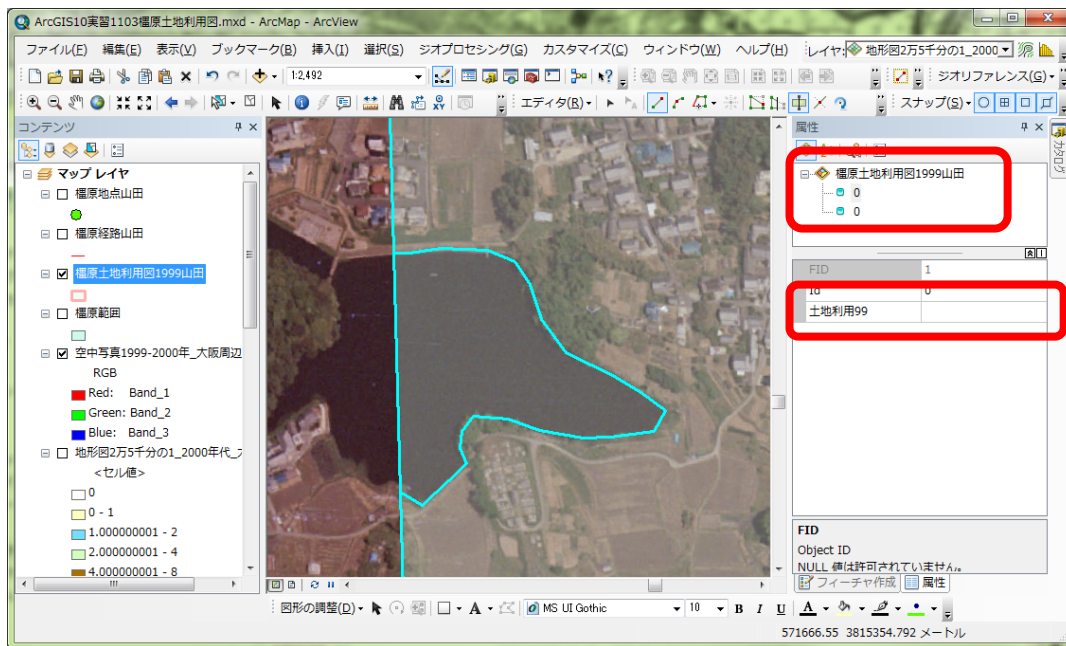 ArcGIS10実習1103橿原土地利用図.mxd - ArcMap - ArcView
ファイル(F) 編集(E) 表示(V) ブックマーク(B) 挿入(I) 選択(S) ジオプロセシング(G) カスタマイズ(C) ウィンドウ(W) ヘルプ(H) レイヤ: 地形図2万5千分の1_2000
1:2,492 ジオリファレンス(G)
エディタ(R) スナップ(S)
コンテンツ
マップ レイヤ
橿原地点山田
橿原経路山田
橿原土地利用図1999山田
橿原範囲
空中写真1999-2000年_大阪周辺
RGB
Red: Band_1
Green: Band_2
Blue: Band_3
地形図2万5千分の1_2000年代_
<セル値>
0
0 - 1
1.000000001 - 2
2.000000001 - 4
4.000000001 - 8
属性
橿原土地利用図1999山田
0
0
FID 1
Id 0
土地利用99
FID
Object ID
NULL 値は許可されていません。
フィーチャ作成 属性
カタログ
図形の調整(D) A MS UI Gothic 10 B I U A
571666.55 3815354.792 メートル